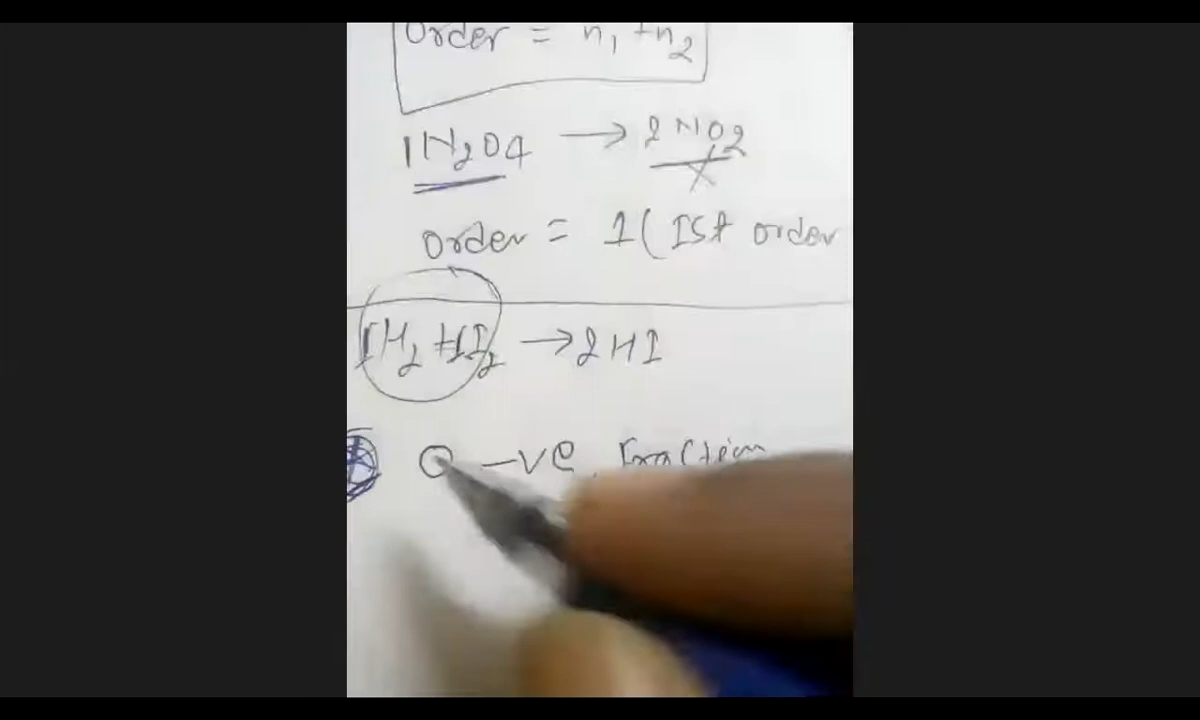 Order = n₁ + n₂
1N₂O4 → 2NO₂
order = 1 ( Ist order
1H₂ + 1I₂ → 2HI
0 -ve, fraction